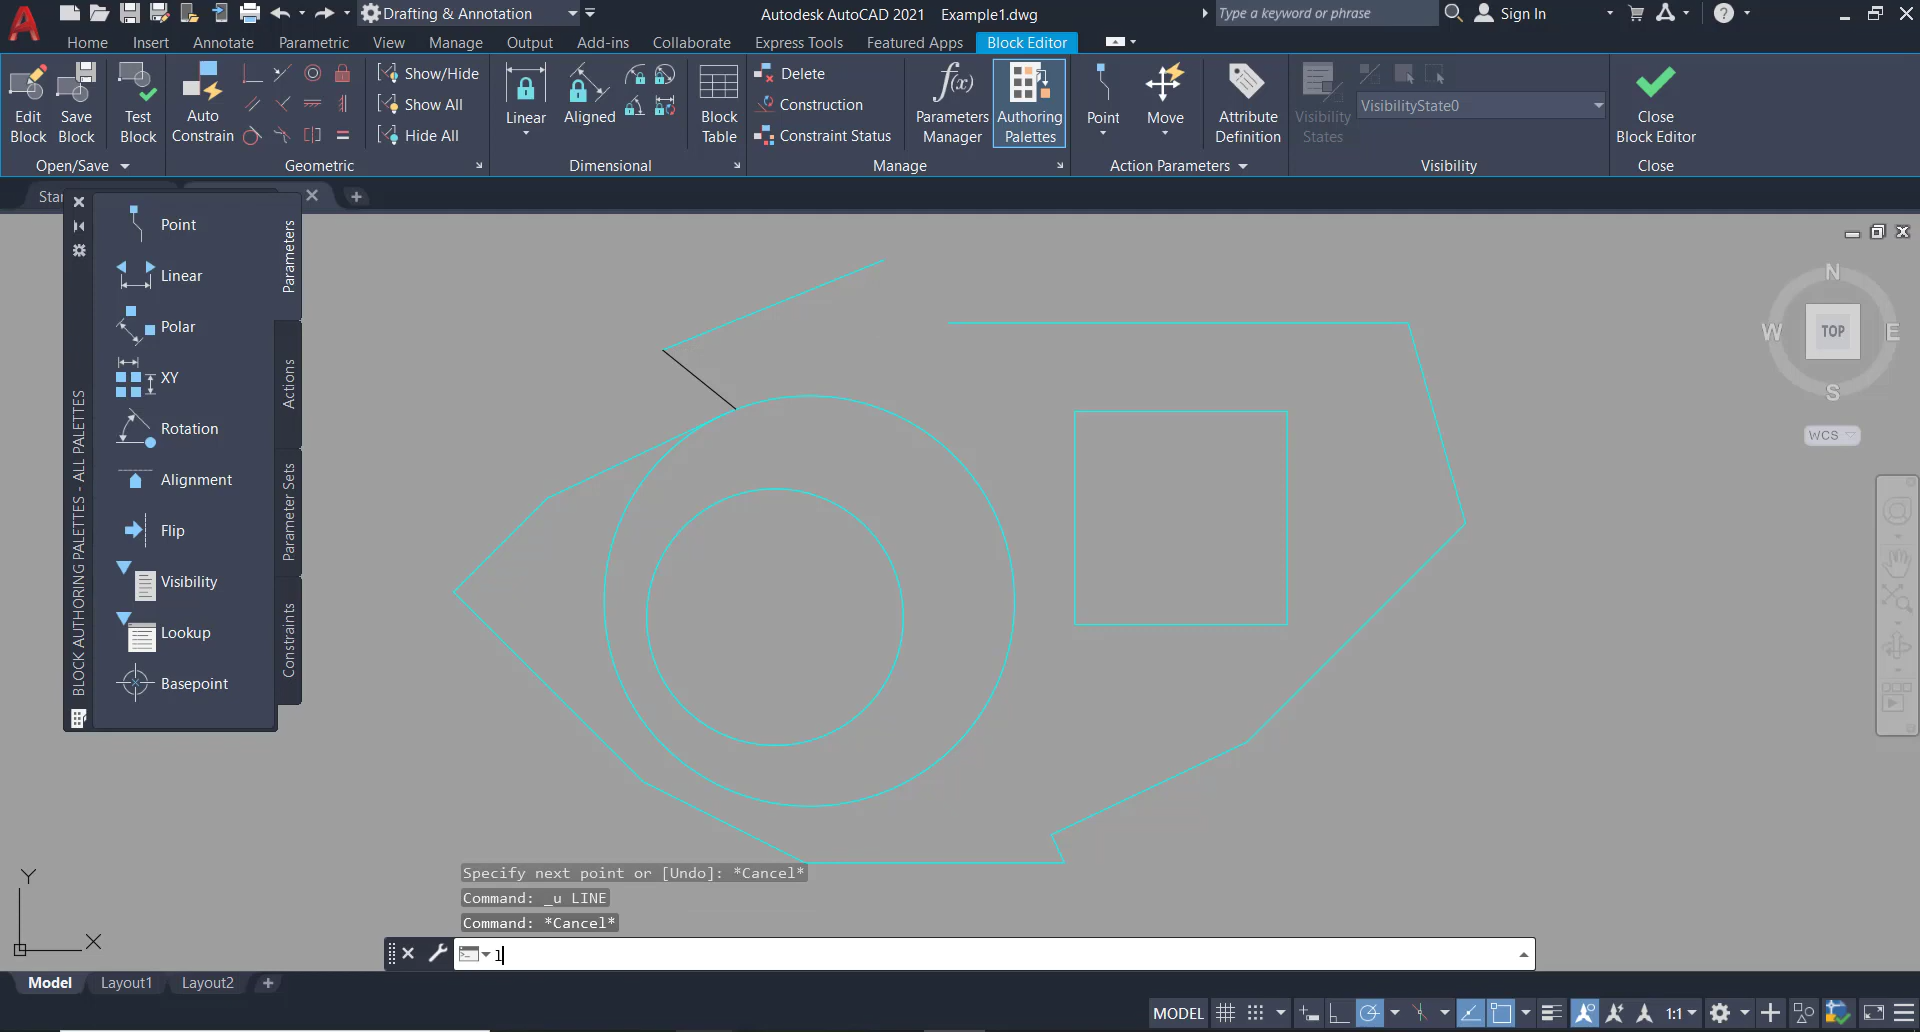 Drafting & Annotation
Autodesk AutoCAD 2021 Example1.dwg
Type a keyword or phrase
Sign In
Home Insert Annotate Parametric View Manage Output Add-ins Collaborate Express Tools Featured Apps Block Editor
Edit Block
Save Block
Test Block
Auto Constrain
Show/Hide
Show All
Hide All
Linear
Aligned
Block Table
Delete
Construction
Constraint Status
f(x)
Parameters Manager
Authoring Palettes
Point
Move
Attribute Definition
Visibility States
VisibilityState0
Close Block Editor
Open/Save Geometric Dimensional Manage Action Parameters Visibility Close
Star
Point
Linear
Polar
XY
Rotation
Alignment
Flip
Visibility
Lookup
Basepoint
Parameters
Actions
Parameter Sets
Constraints
BLOCK AUTHORING PALETTES - ALL PALETTES
N
W
TOP
E
S
WCS
Y
X
Specify next point or [Undo]: *Cancel*
Command: _u LINE
Command: *Cancel*
l
Model Layout1 Layout2
MODEL
1:1